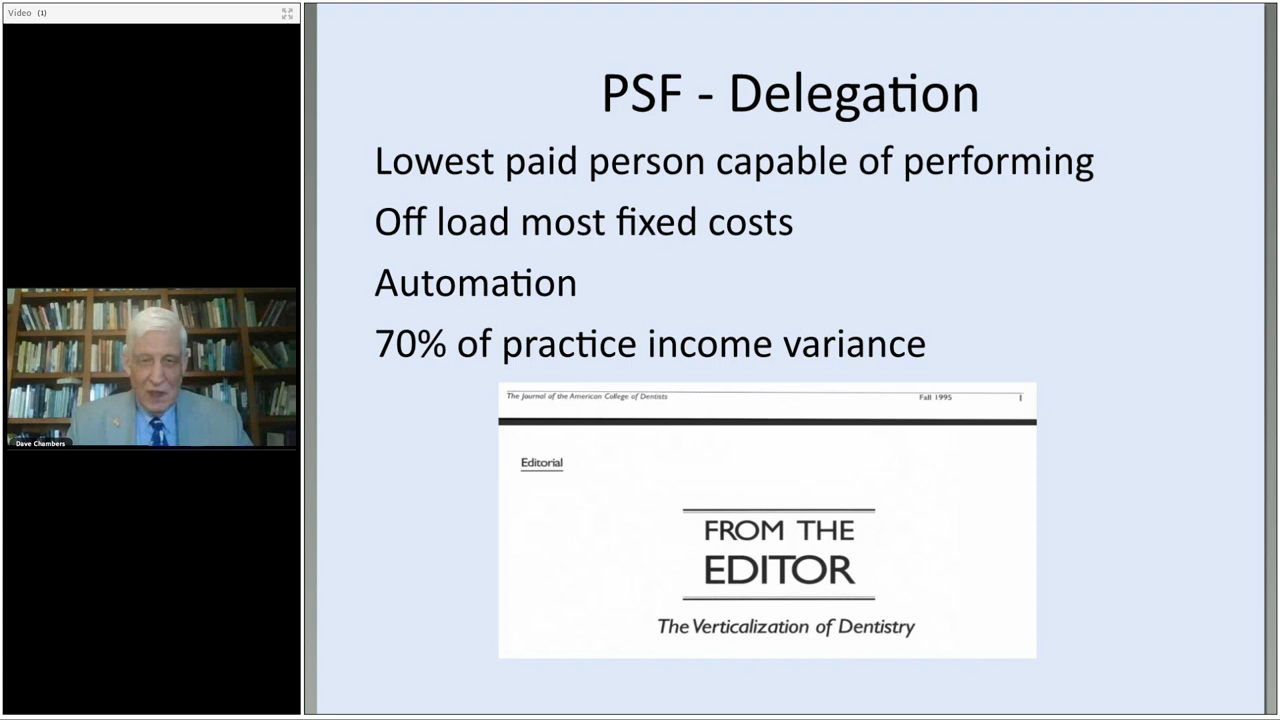 Video (1)
Dave Chambers
PSF - Delegation
Lowest paid person capable of performing
Off load most fixed costs
Automation
70% of practice income variance
The Journal of the American College of Dentists Fall 1995 1
Editorial
FROM THE
EDITOR
The Verticalization of Dentistry